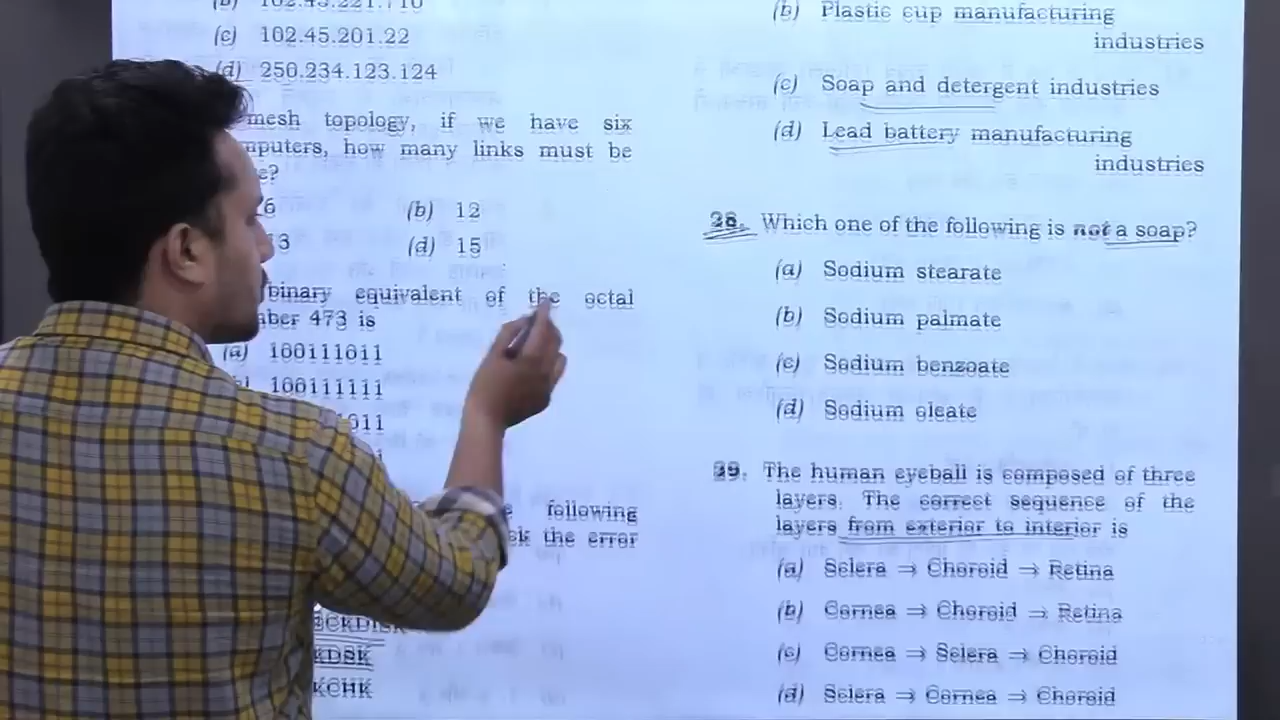 (c) 102.45.201.22
(d) 250.234.123.124
mesh topology, if we have six
how many links must be
(b) 12
(d) 15
binary equivalent of the octal
473 is
(a) 100111011
100111111
following
the error
(b) Plastic cup manufacturing
industries
(c) Soap and detergent industries
(d) Lead battery manufacturing
industries
28. Which one of the following is not a soap?
(a) Sodium stearate
(b) Sodium palmate
(c) Sodium benzoate
(d) Sodium oleate
29. The human eyeball is composed of three
layers. The correct sequence of the
layers from exterior to interior is
(a) Sclera → Choroid → Retina
(b) Cornea → Choroid → Retina
(c) Cornea → Sclera → Choroid
(d) Sclera → Cornea → Choroid